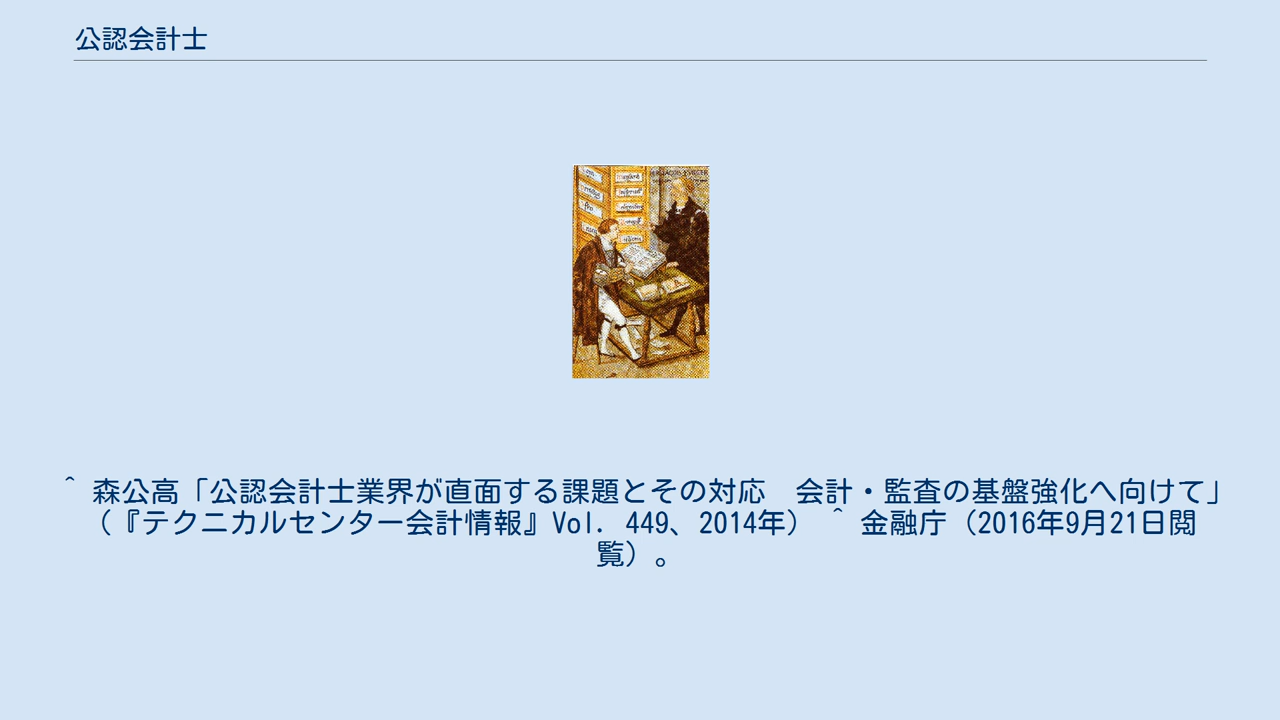 公認会計士
^ 森公高「公認会計士業界が直面する課題とその対応　会計・監査の基盤強化へ向けて」
（『テクニカルセンター会計情報』Vol. 449、2014年） ^ 金融庁（2016年9月21日閲
覧）。